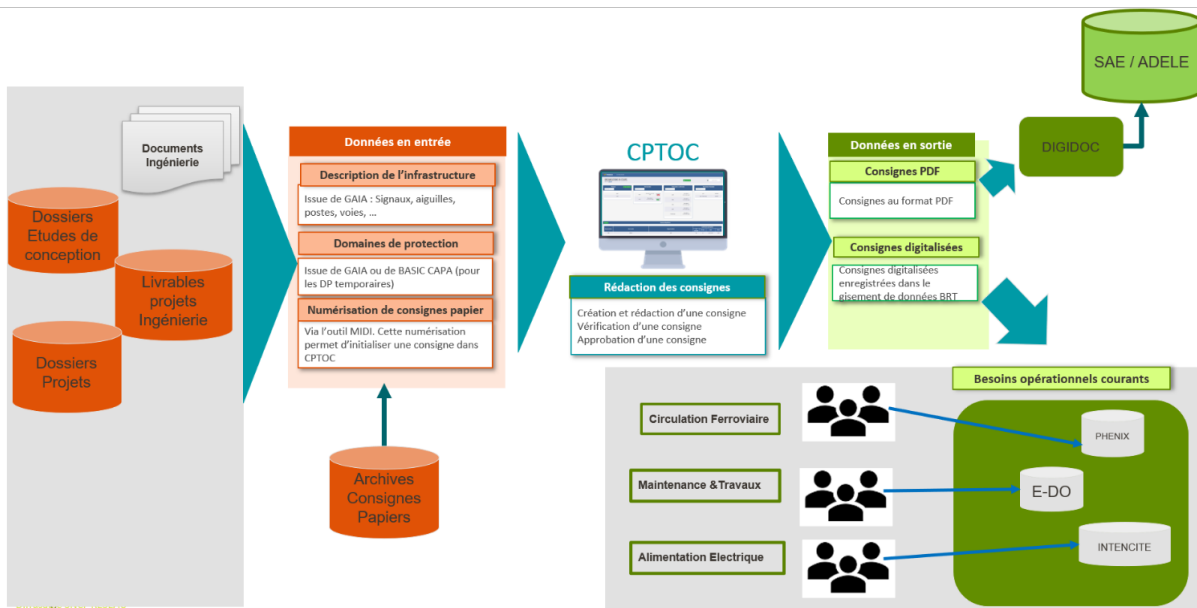 SAE / ADELE
DIGIDOC
Documents
Ingénierie
Dossiers
Etudes de
conception
Livrables
projets
Ingénierie
Dossiers
Projets
Données en entrée
Description de l’infrastructure
Issue de GAIA : Signaux, aiguilles,
postes, voies, …
Domaines de protection
Issue de GAIA ou de BASIC CAPA (pour
les DP temporaires)
Numérisation de consignes papier
Via l’outil MIDI. Cette numérisation
permet d’initialiser une consigne dans
CPTOC
Archives
Consignes
Papiers
CPTOC
Rédaction des consignes
Création et rédaction d’une consigne
Vérification d’une consigne
Approbation d’une consigne
Données en sortie
Consignes PDF
Consignes au format PDF
Consignes digitalisées
Consignes digitalisées
enregistrées dans le
gisement de données BRT
Besoins opérationnels courants
Circulation Ferroviaire
PHENIX
Maintenance &Travaux
E-DO
Alimentation Electrique
INTENCITE